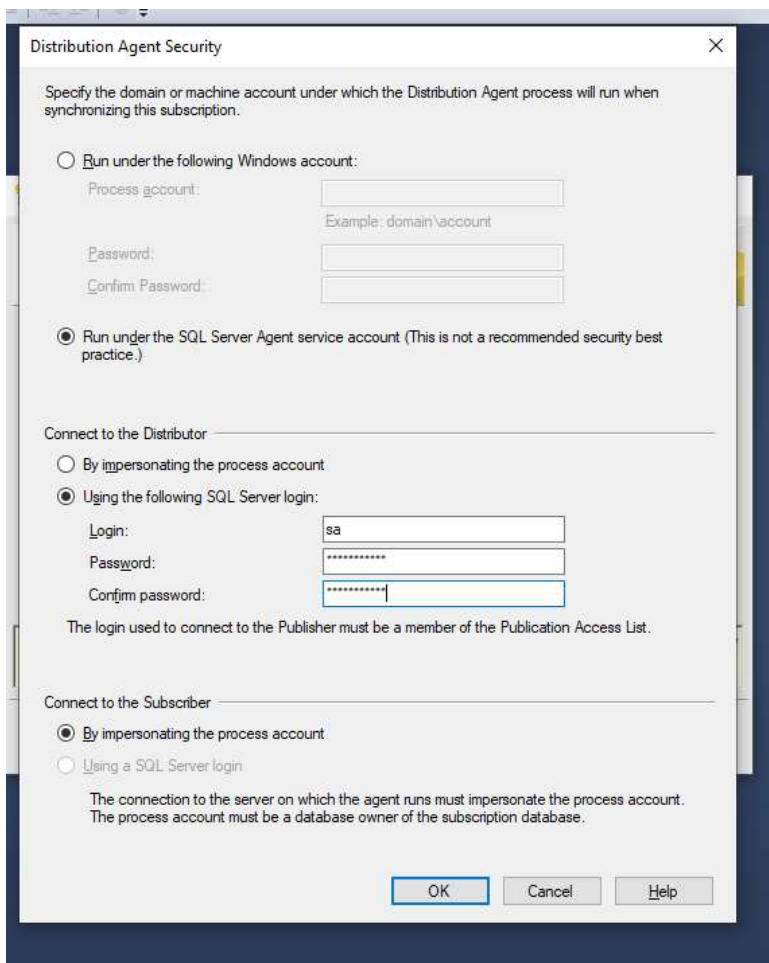 Distribution Agent Security
Specify the domain or machine account under which the Distribution Agent process will run when
synchronizing this subscription.
Run under the following Windows account:
Process account:
Example: domain\account
Password:
Confirm Password:
Run under the SQL Server Agent service account (This is not a recommended security best
practice.)
Connect to the Distributor
By impersonating the process account
Using the following SQL Server login:
Login: sa
Password: ***********
Confirm password: ***********
The login used to connect to the Publisher must be a member of the Publication Access List.
Connect to the Subscriber
By impersonating the process account
Using a SQL Server login
The connection to the server on which the agent runs must impersonate the process account.
The process account must be a database owner of the subscription database.
OK Cancel Help